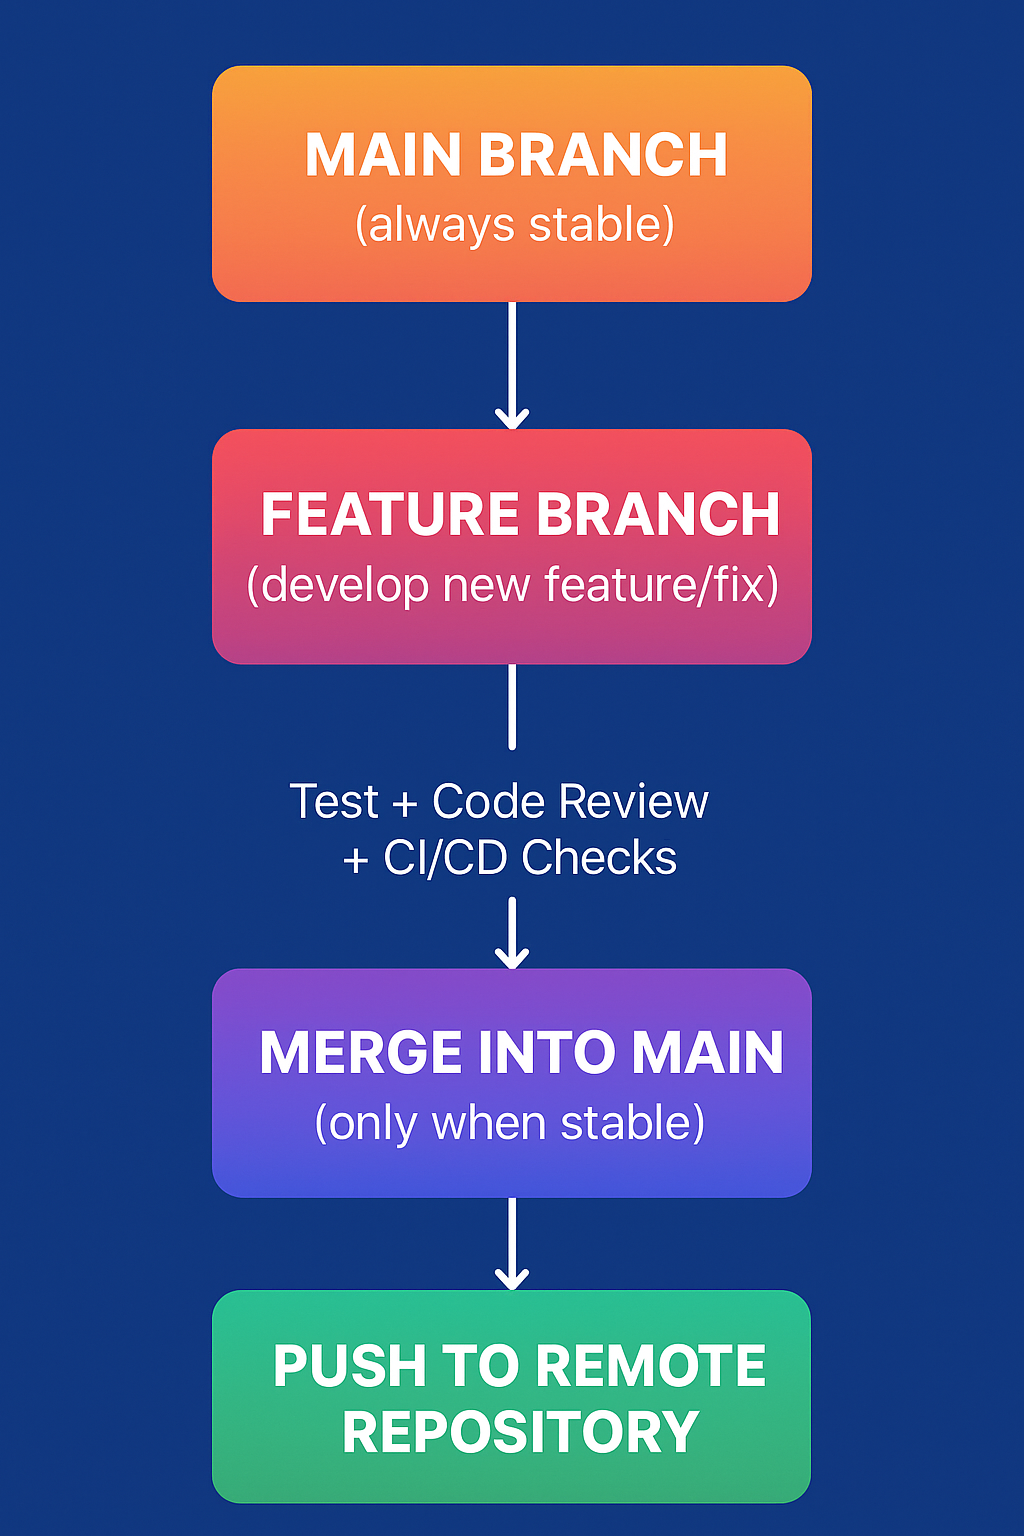 MAIN BRANCH
(always stable)
FEATURE BRANCH
(develop new feature/fix)
Test + Code Review
+ CI/CD Checks
MERGE INTO MAIN
(only when stable)
PUSH TO REMOTE
REPOSITORY